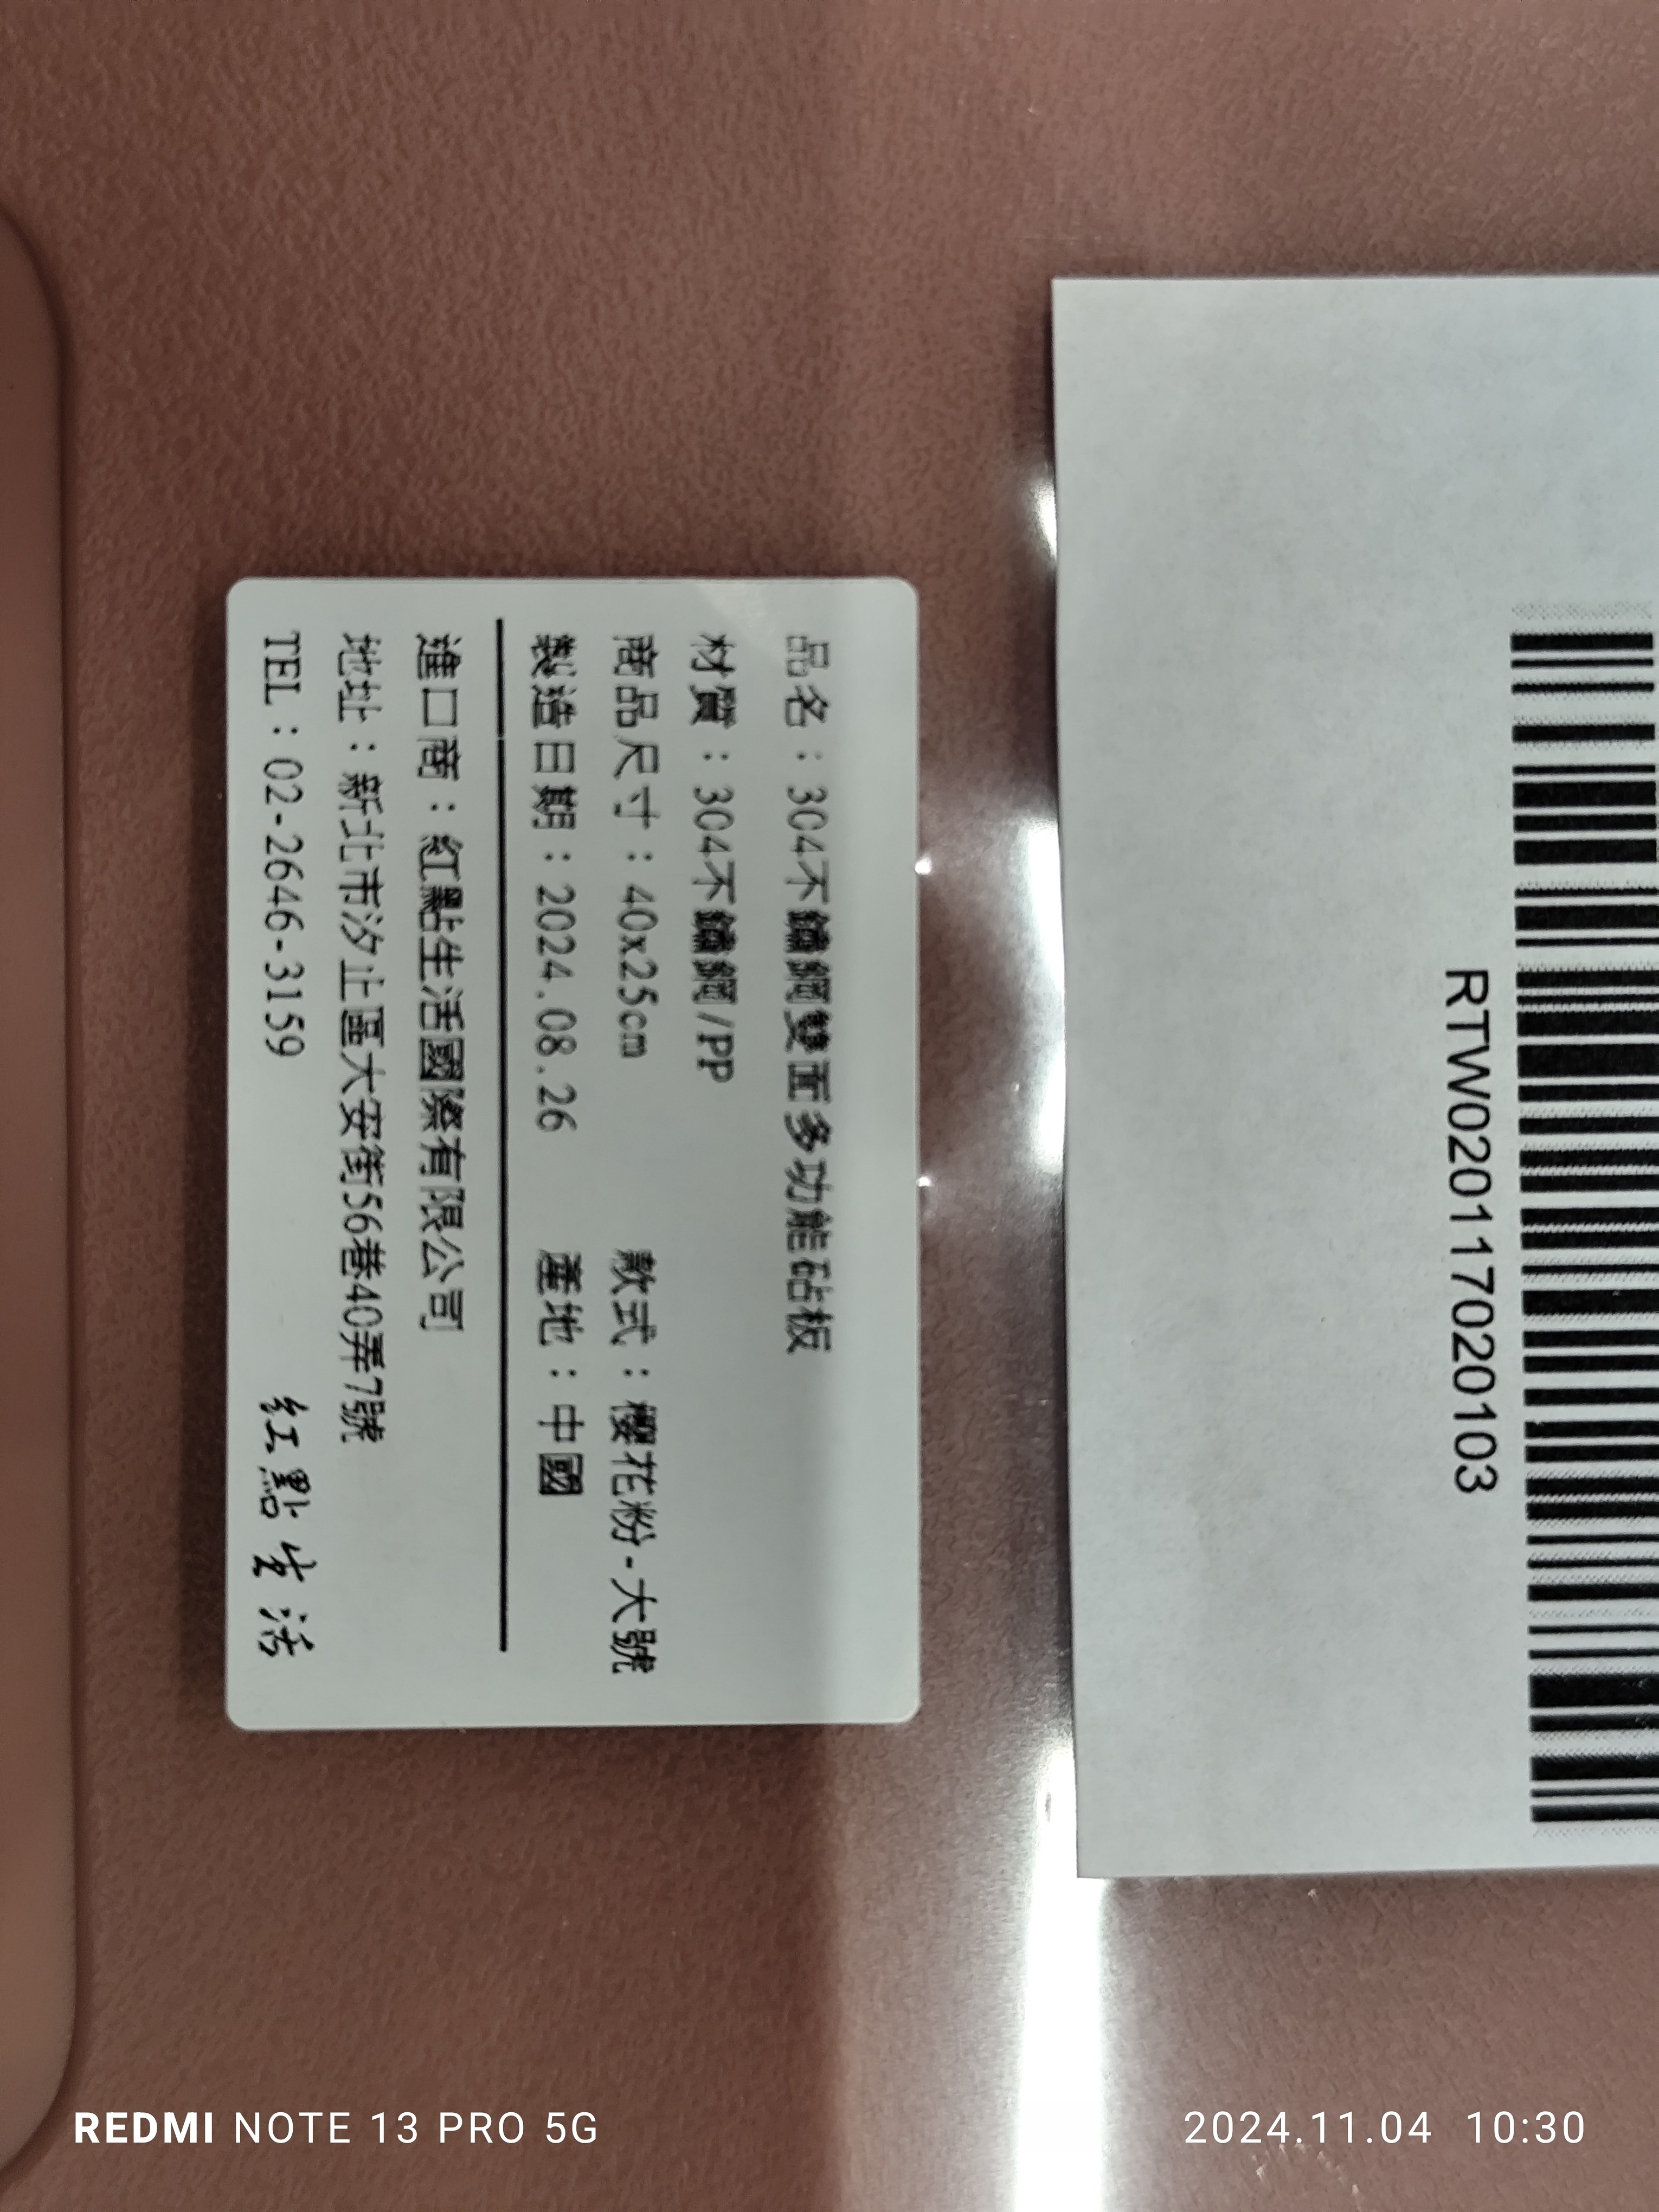 品名：304不鏽鋼雙面多功能砧板
材質：304不鏽鋼/PP
商品尺寸：40x25cm 款式：櫻花粉-大號
製造日期：2024.08.26 產地：中國
進口商：紅點生活國際有限公司
地址：新北市汐止區大安街56巷40弄7號
TEL：02-2646-3159 紅點生活
RTW0201170200103
REDMI NOTE 13 PRO 5G
2024.11.04 10:30